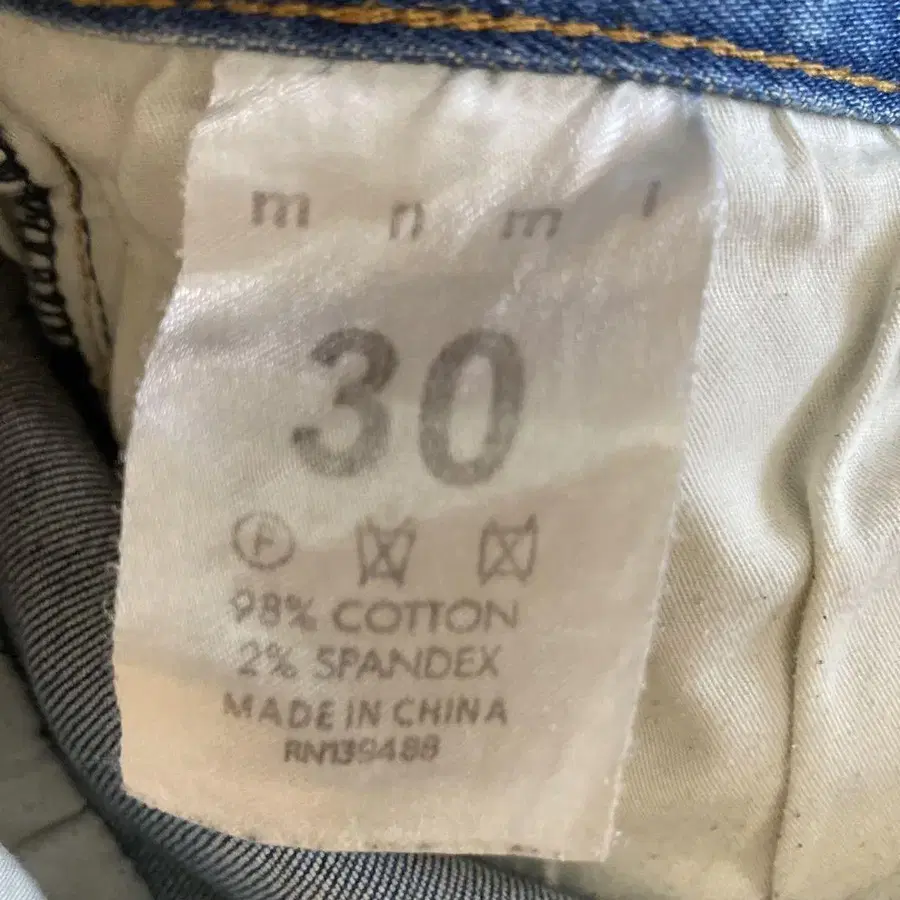 m n m l
30
F
98% COTTON
2% SPANDEX
MADE IN CHINA
RN139488